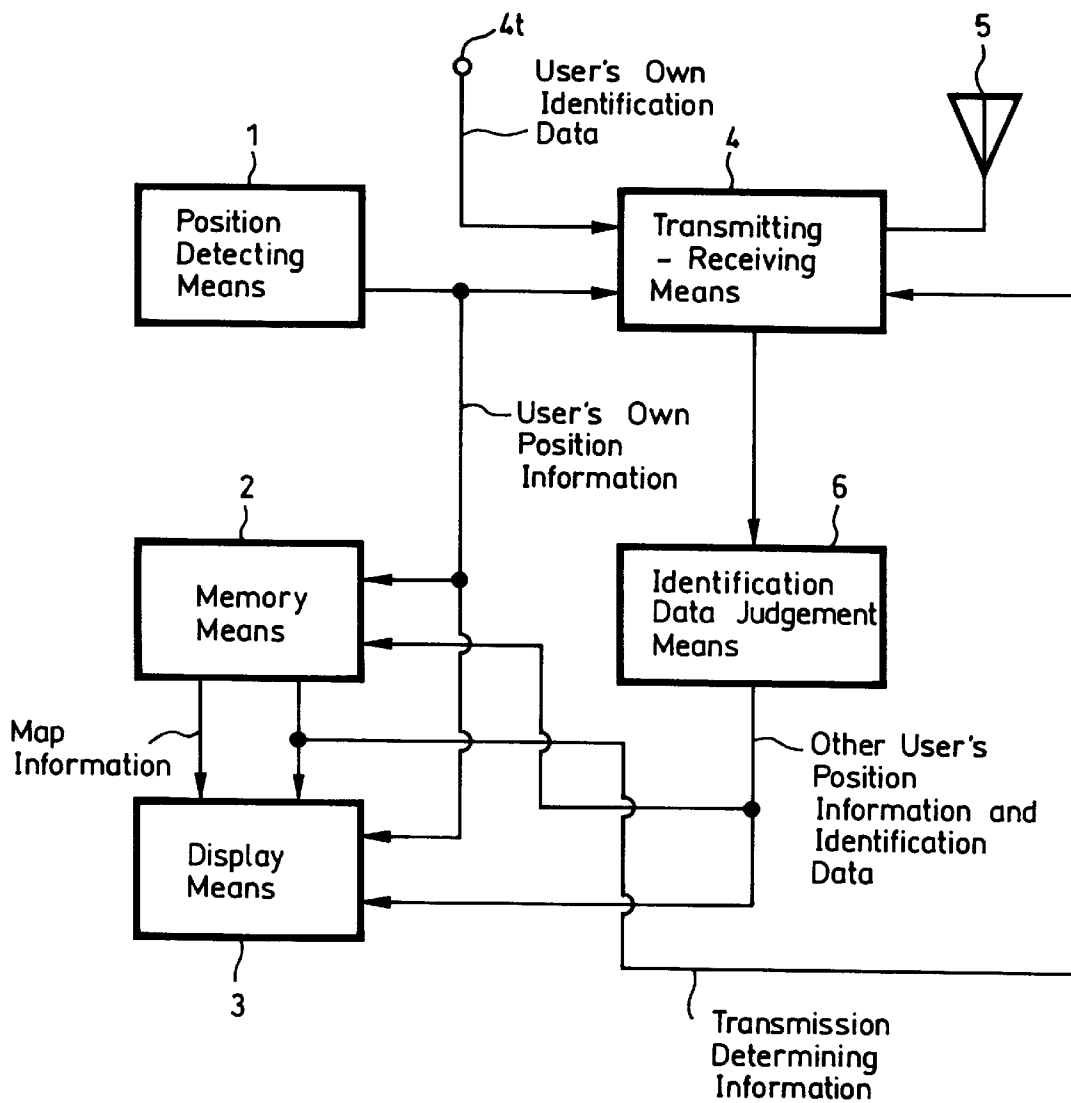 4t
5
User's Own
Identification
Data
1
4
Position
Detecting
Means
Transmitting
- Receiving
Means
User's Own
Position
Information
2
6
Memory
Means
Identification
Data Judgement
Means
Map
Information
Other User's
Position
Information and
Identification
Data
Display
Means
3
Transmission
Determining
Information